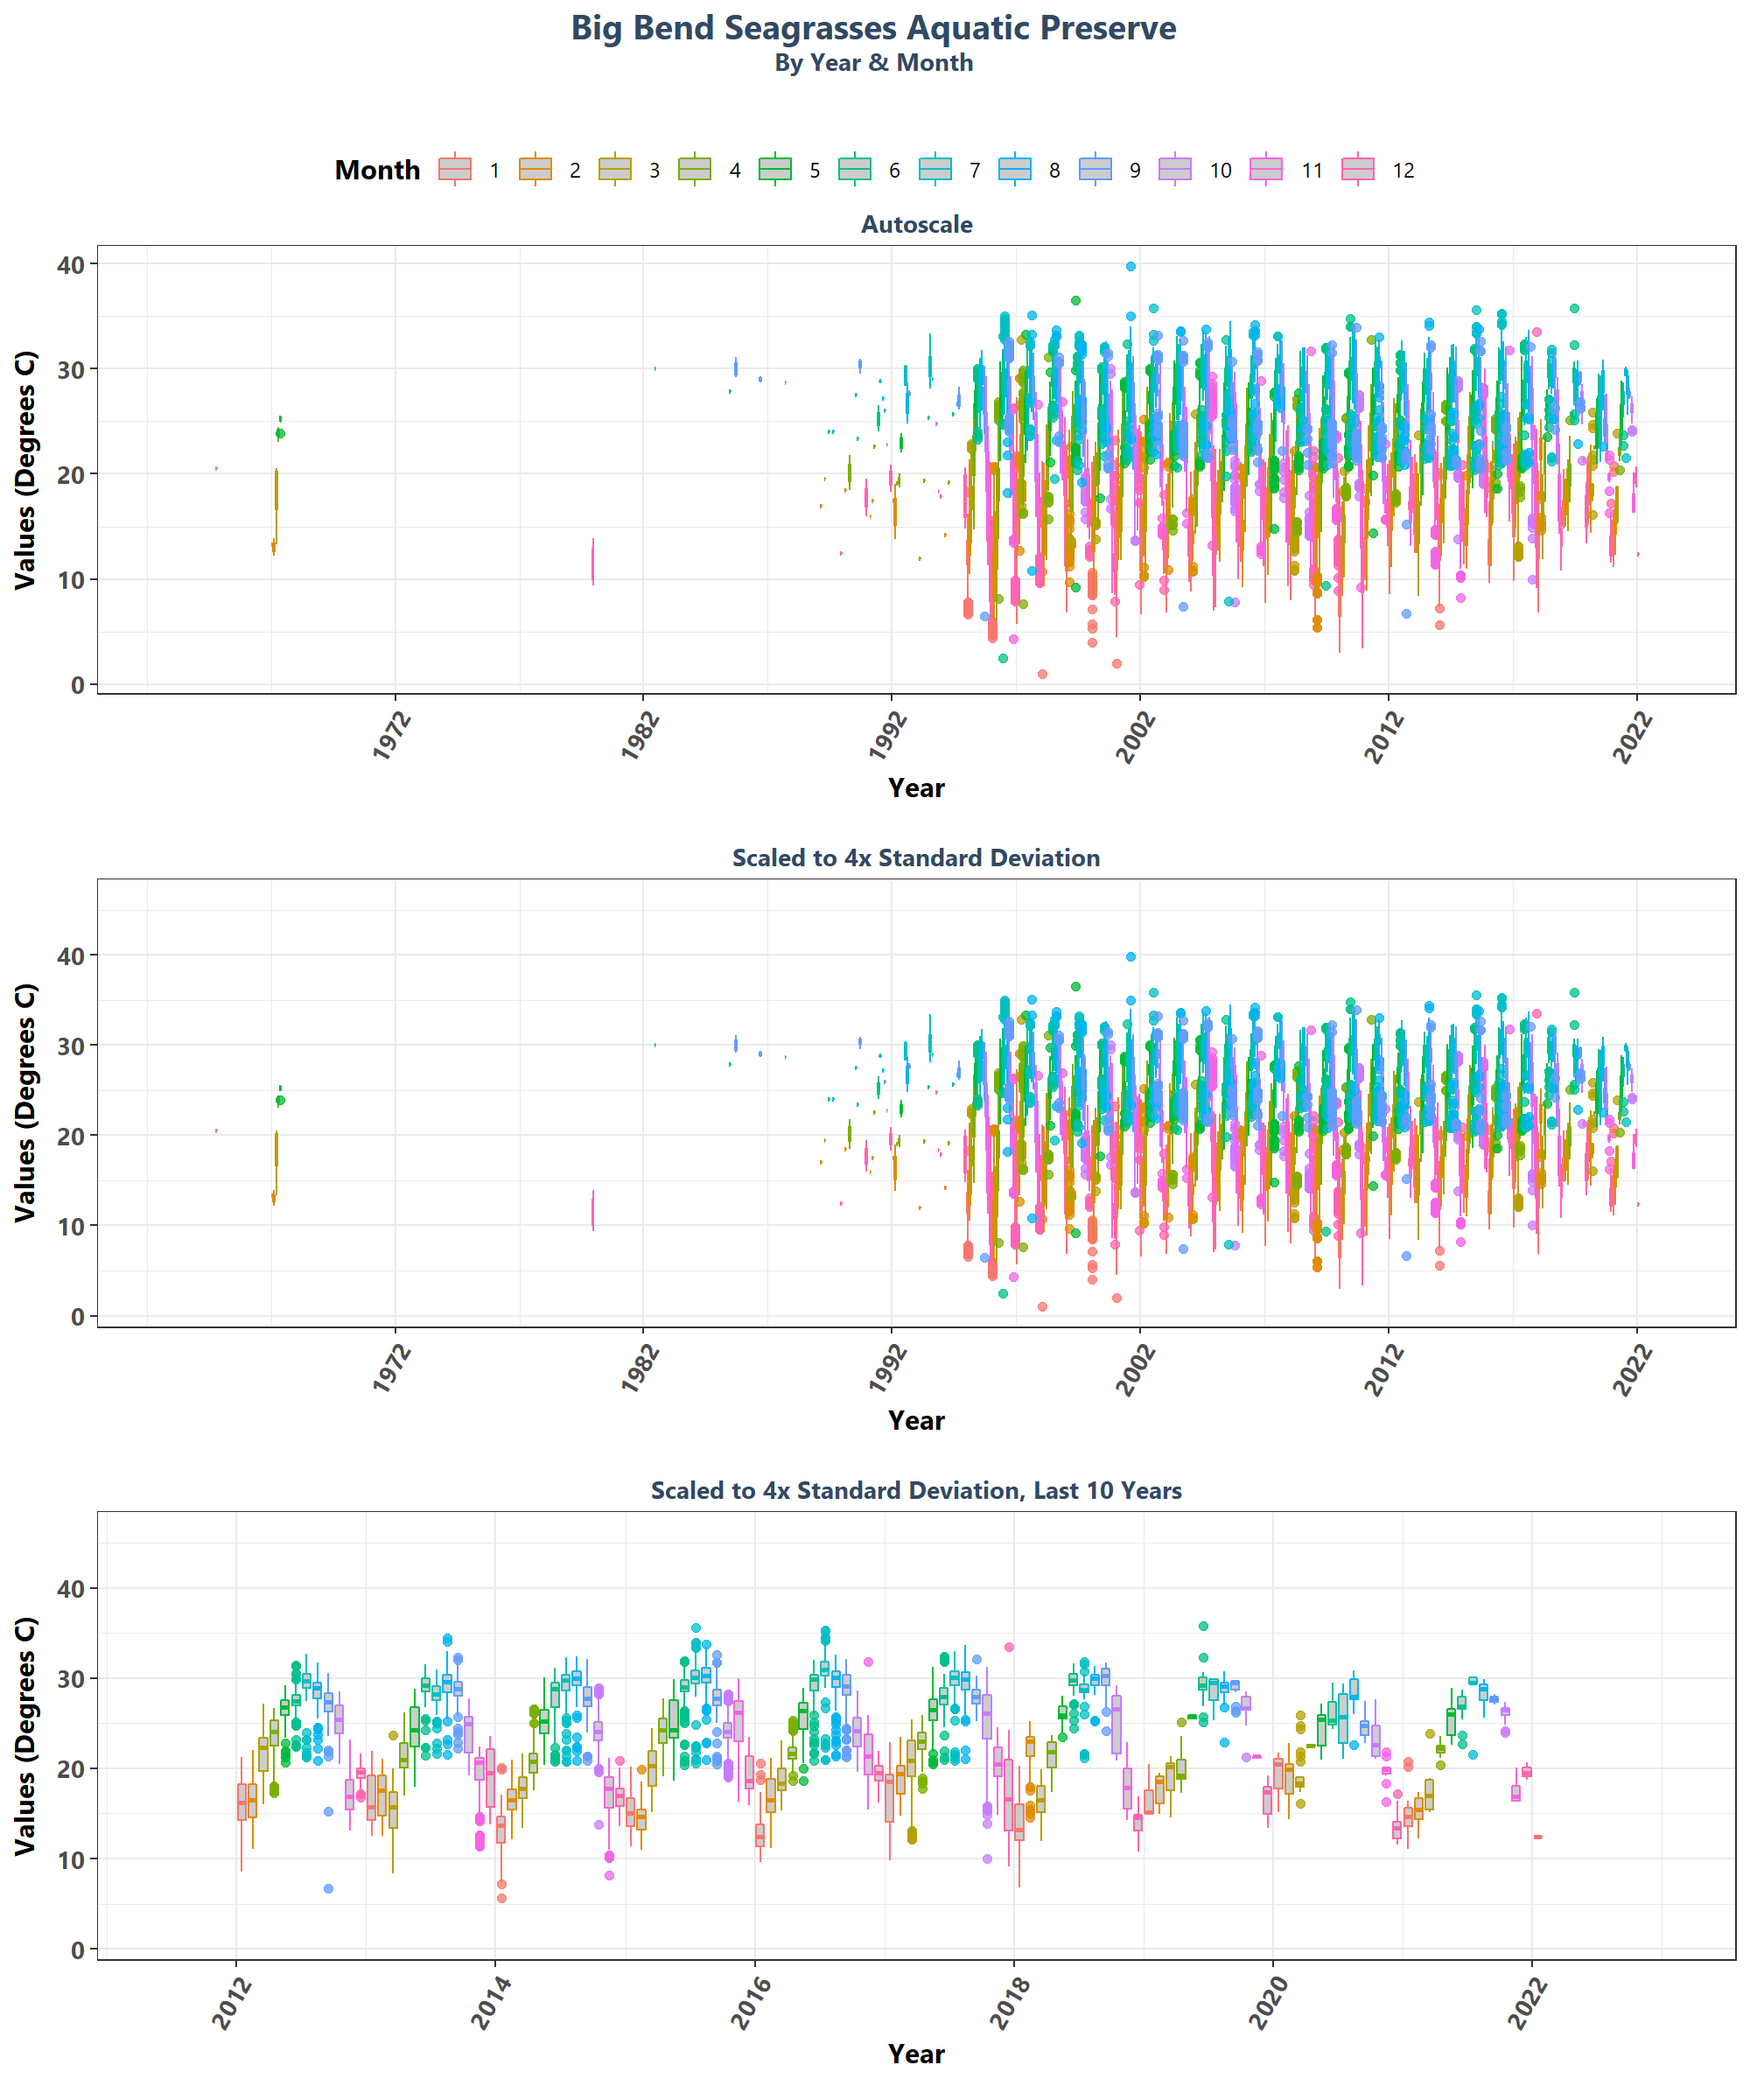 Big Bend Seagrasses Aquatic Preserve
By Year & Month
Month 1 2 3 4 5 6 7 8 9 10 11 12
Autoscale
Values (Degrees C)
40
30
20
10
0
1972 1982 1992 2002 2012 2022
Year
Scaled to 4x Standard Deviation
Values (Degrees C)
40
30
20
10
0
1972 1982 1992 2002 2012 2022
Year
Scaled to 4x Standard Deviation, Last 10 Years
Values (Degrees C)
40
30
20
10
0
2012 2014 2016 2018 2020 2022
Year